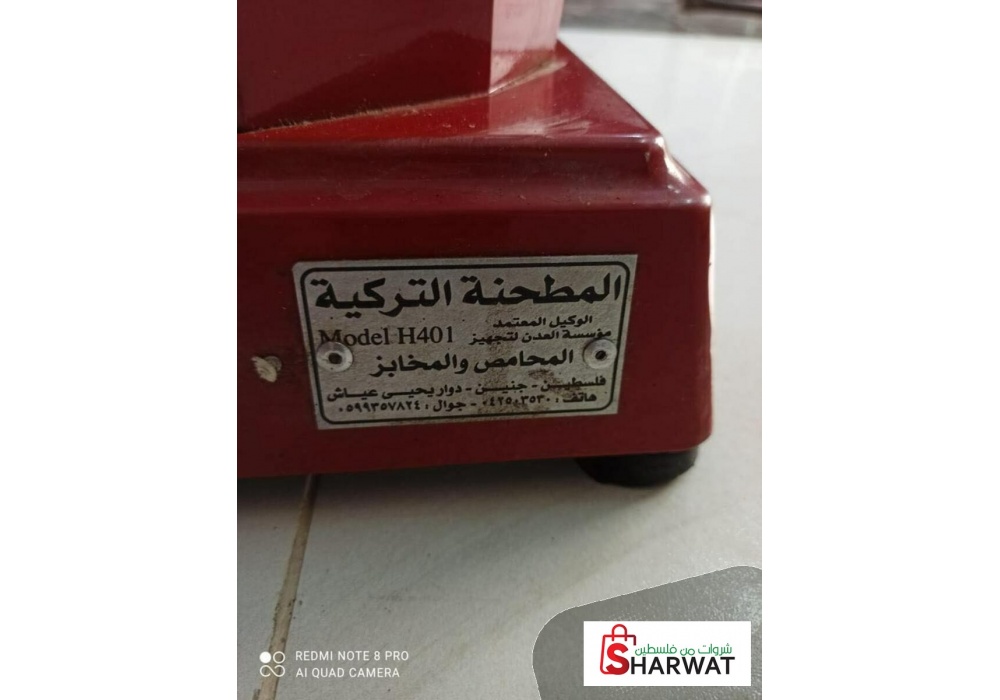 المطحنة التركية
الوكيل المعتمد
مؤسسة العدن لتجهيز Model H401
المحامص والمخابز
فلسطين - جنين - دوار يحيى عياش
هاتف : ٠٤٢٥٠٣٥٣٠ - جوال : ٠٥٩٩٣٥٧٨٢٤
REDMI NOTE 8 PRO
AI QUAD CAMERA
شروات من فلسطين
SHARWAT